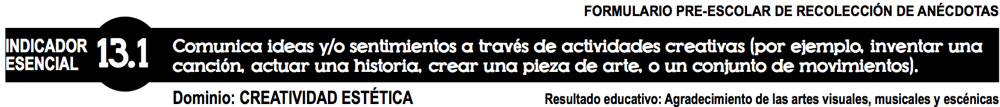 FORMULARIO PRE-ESCOLAR DE RECOLECCIÓN DE ANÉCDOTAS
INDICADOR
ESENCIAL
13.1
Comunica ideas y/o sentimientos a través de actividades creativas (por ejemplo, inventar una
canción, actuar una historia, crear una pieza de arte, o un conjunto de movimientos).
Dominio: CREATIVIDAD ESTÉTICA
Resultado educativo: Agradecimiento de las artes visuales, musicales y escénicas